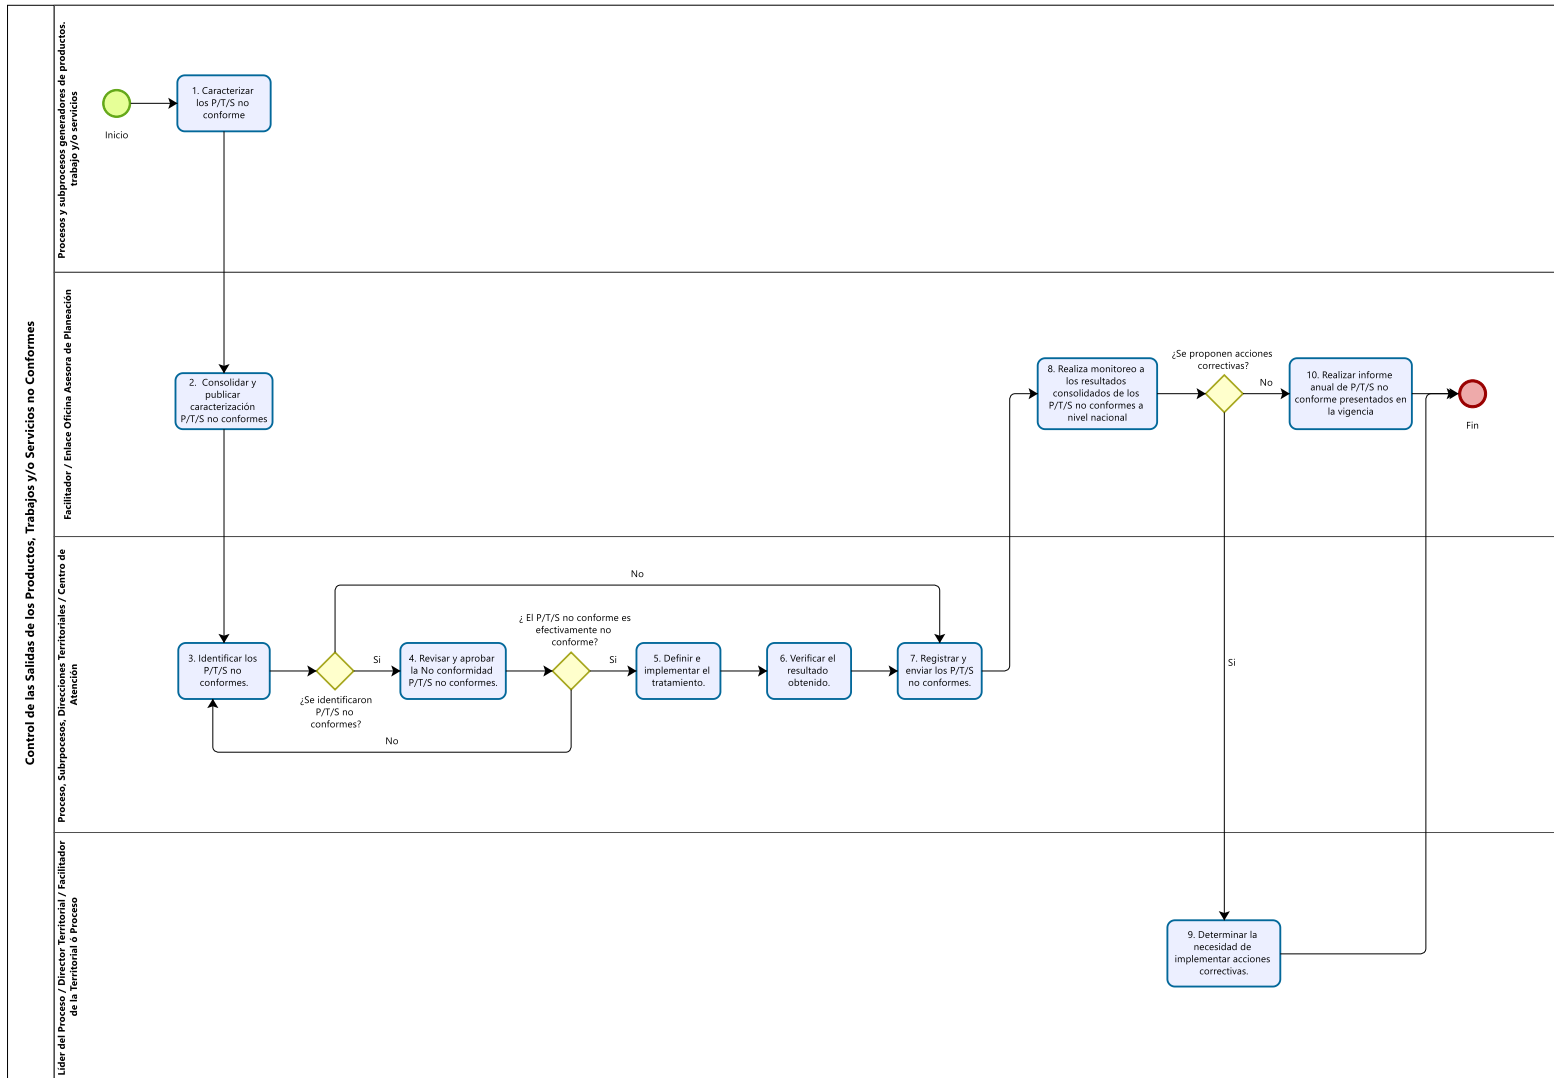 Control de las Salidas de los Productos, Trabajos y/o Servicios no Conformes
Procesos y subprocesos generadores de productos.
trabajo y/o servicios
Inicio
1. Caracterizar
los P/T/S no
conforme
Facilitador / Enlace Oficina Asesora de Planeación
2.  Consolidar y
publicar
caracterización
P/T/S no conformes
8. Realiza monitoreo a
los resultados
consolidados de los
P/T/S no conformes a
nivel nacional
¿Se proponen acciones
correctivas?
No
10. Realizar informe
anual de P/T/S no
conforme presentados en
la vigencia
Fin
Proceso, Subrpocesos, Direcciones Territoriales / Centro de
Atención
No
3. Identificar los
P/T/S no
conformes.
¿Se identificaron
P/T/S no
conformes?
Si
4. Revisar y aprobar
la No conformidad
P/T/S no conformes.
¿ El P/T/S no conforme es
efectivamente no
conforme?
Si
5. Definir e
implementar el
tratamiento.
6. Verificar el
resultado
obtenido.
7. Registrar y
enviar los P/T/S
no conformes.
Si
No
Lider del Proceso / Director Territorial / Facilitador
de la Territorial ó Proceso
9. Determinar la
necesidad de
implementar acciones
correctivas.